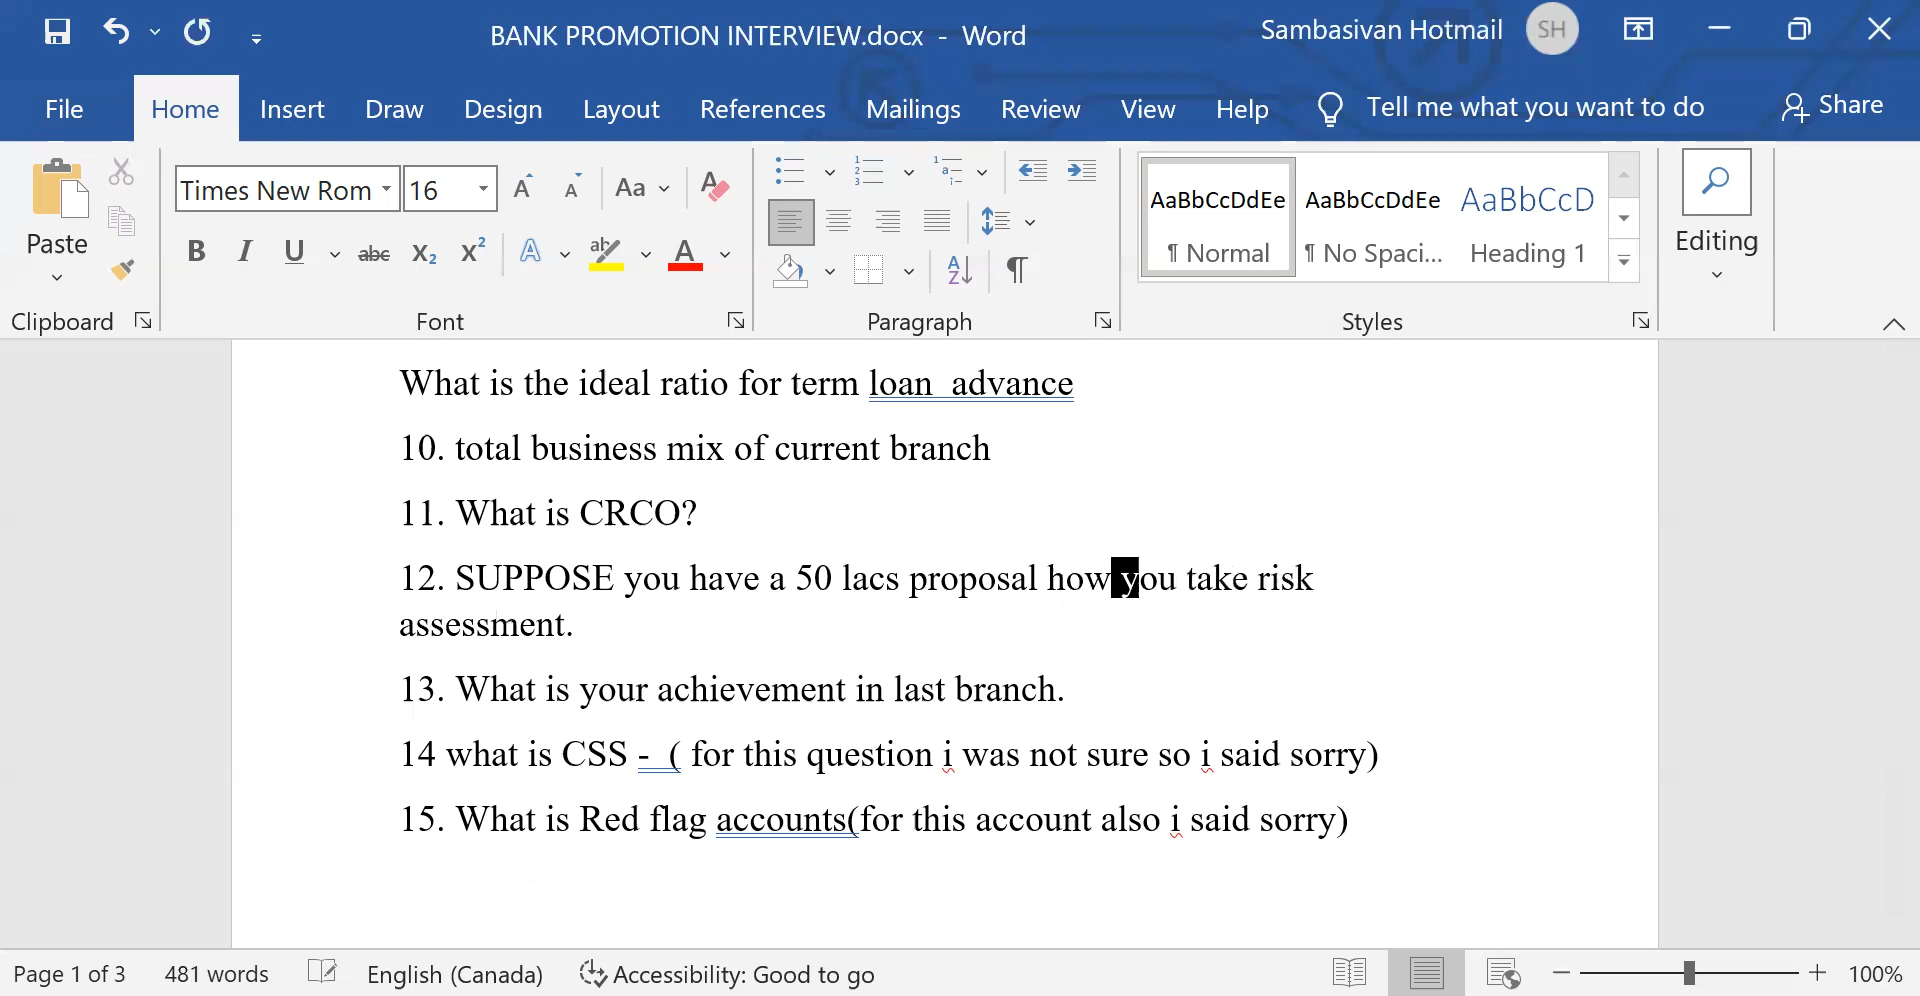 BANK PROMOTION INTERVIEW.docx - Word
Sambasivan Hotmail
SH
File Home Insert Draw Design Layout References Mailings Review View Help Tell me what you want to do Share
Paste
Times New Rom 16
Aa
B I U abc X2 X2
A
A
AaBbCcDdEe AaBbCcDdEe AaBbCcD
¶ Normal ¶ No Spaci... Heading 1
Editing
Clipboard Font Paragraph Styles
What is the ideal ratio for term loan  advance
10. total business mix of current branch
11. What is CRCO?
12. SUPPOSE you have a 50 lacs proposal how you take risk
assessment.
13. What is your achievement in last branch.
14 what is CSS -  ( for this question i was not sure so i said sorry)
15. What is Red flag accounts(for this account also i said sorry)
Page 1 of 3 481 words English (Canada) Accessibility: Good to go 100%